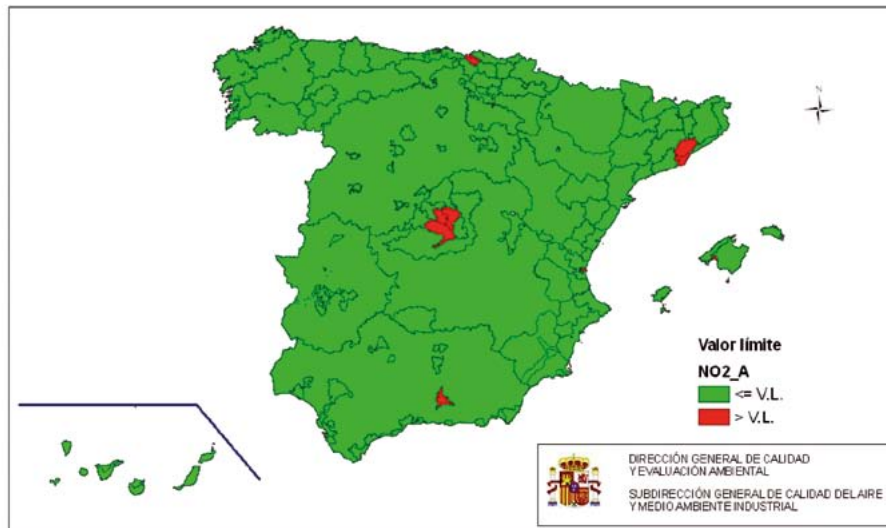 N
Valor límite
NO2_A
<= V.L.
> V.L.
DIRECCIÓN GENERAL DE CALIDAD
Y EVALUACIÓN AMBIENTAL
SUBDIRECCIÓN GENERAL DE CALIDAD DEL AIRE
Y MEDIO AMBIENTE INDUSTRIAL